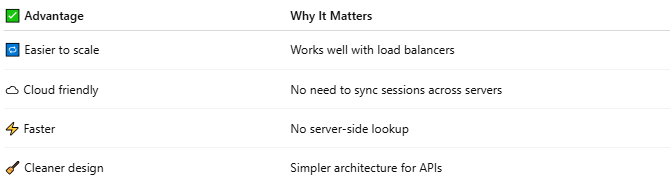 ✅ Advantage Why It Matters
🔁 Easier to scale Works well with load balancers
☁ Cloud friendly No need to sync sessions across servers
⚡ Faster No server-side lookup
🧹 Cleaner design Simpler architecture for APIs